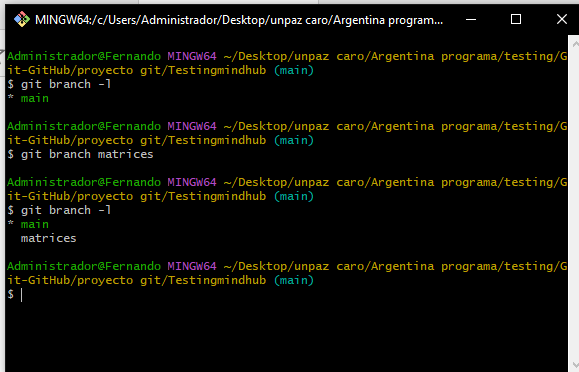 MINGW64:/c/Users/Administrador/Desktop/unpaz caro/Argentina program...
Administrador@Fernando MINGW64 ~/Desktop/unpaz caro/Argentina programa/testing/G
it-GitHub/proyecto git/Testingmindhub (main)
$ git branch -l
* main
Administrador@Fernando MINGW64 ~/Desktop/unpaz caro/Argentina programa/testing/G
it-GitHub/proyecto git/Testingmindhub (main)
$ git branch matrices
Administrador@Fernando MINGW64 ~/Desktop/unpaz caro/Argentina programa/testing/G
it-GitHub/proyecto git/Testingmindhub (main)
$ git branch -l
* main
  matrices
Administrador@Fernando MINGW64 ~/Desktop/unpaz caro/Argentina programa/testing/G
it-GitHub/proyecto git/Testingmindhub (main)
$